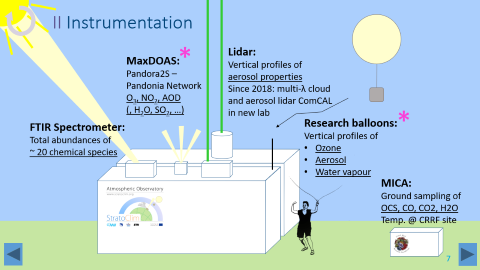 II Instrumentation
MaxDOAS:*
Pandora2S –
Pandonia Network
O₃, NO₂, AOD
(, H₂O, SO₂, ...)
Lidar:
Vertical profiles of
aerosol properties
Since 2018: multi-λ cloud
and aerosol lidar ComCAL
in new lab
FTIR Spectrometer:
Total abundances of
~ 20 chemical species
Research balloons:*
Vertical profiles of
• Ozone
• Aerosol
• Water vapour
MICA:
Ground sampling of
OCS, CO, CO2, H2O
Temp. @ CRRF site
Atmospheric Observatory
StratoClim
7